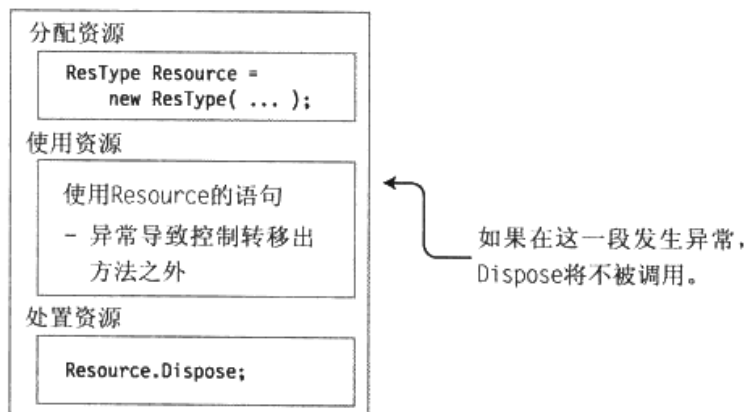 分配资源
ResType Resource =
new ResType( ... );
使用资源
使用Resource的语句
- 异常导致控制转移出
方法之外
如果在这一段发生异常，
Dispose将不被调用。
处置资源
Resource.Dispose;